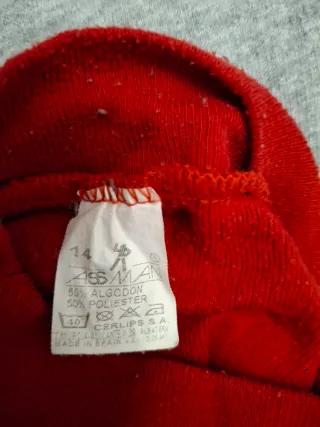 14
ASSMAN
50% ALGODON
50% POLIESTER
40
CERLIPS S.A.
MADE IN SPAIN